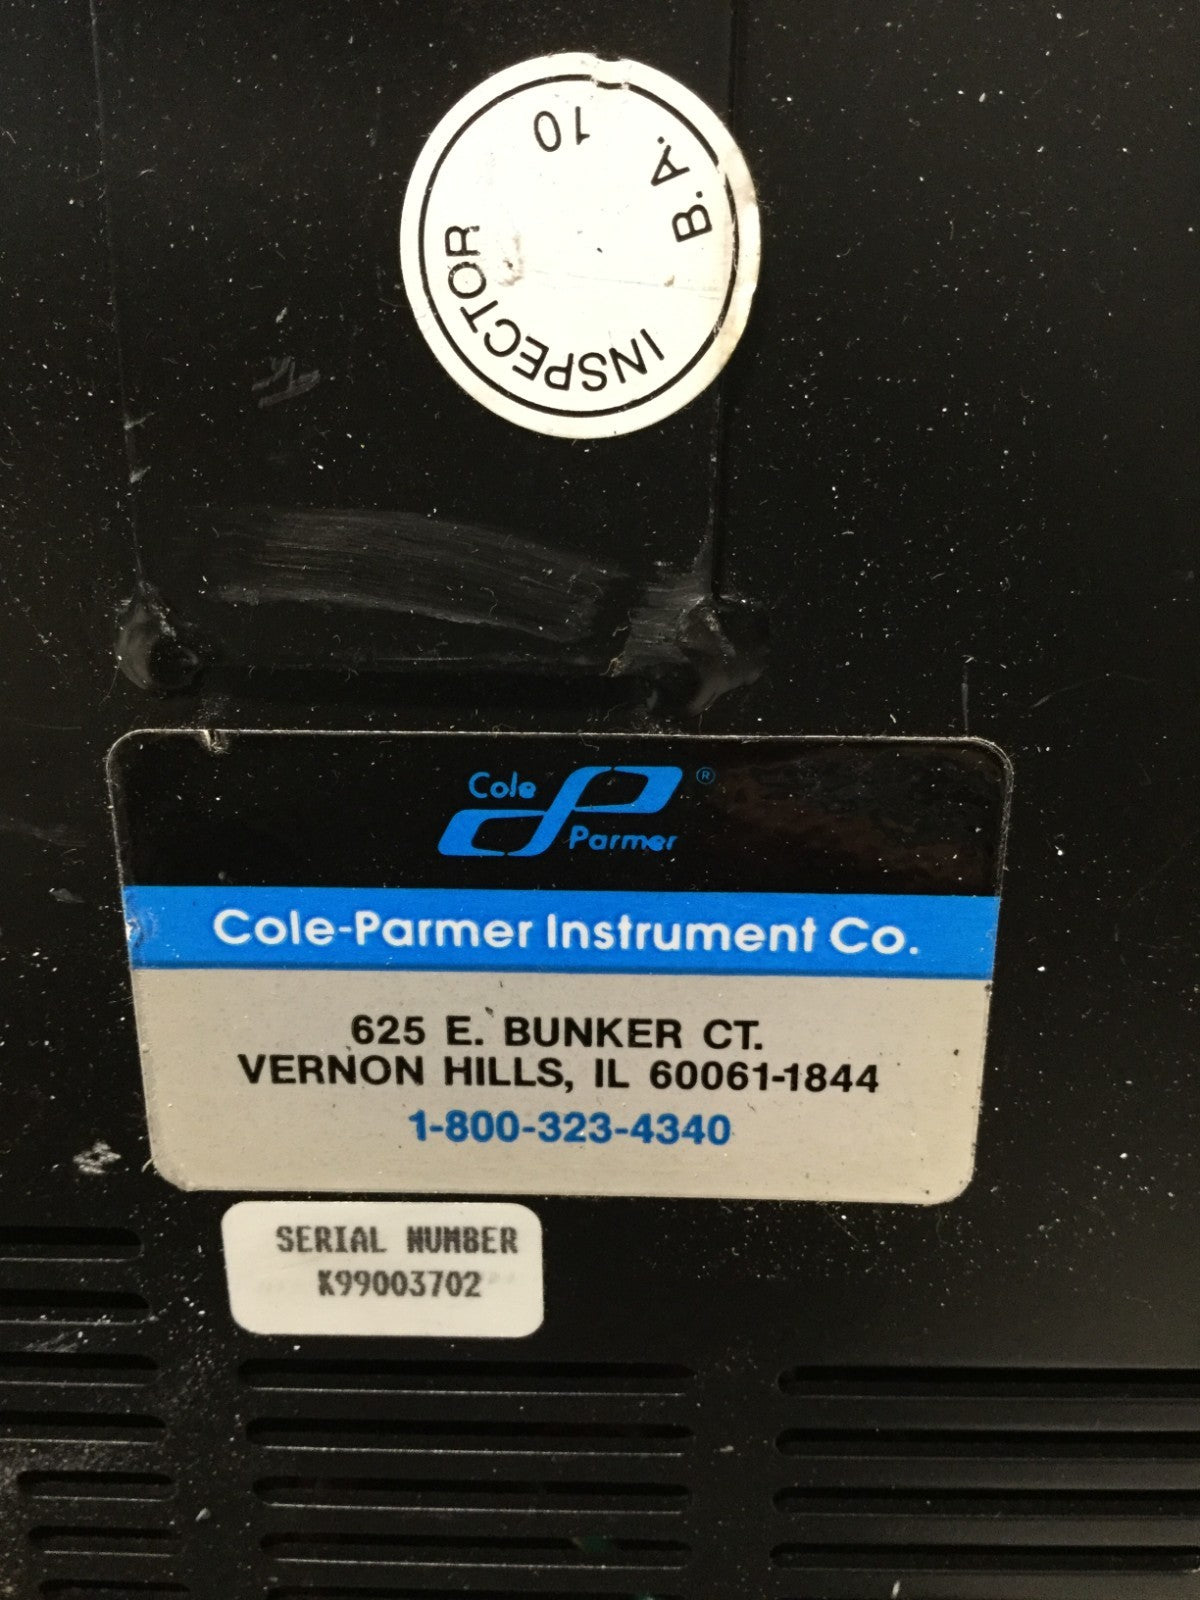 10
B.A.
INSPECTOR
Cole
Parmer
®
Cole-Parmer Instrument Co.
625 E. BUNKER CT.
VERNON HILLS, IL 60061-1844
1-800-323-4340
SERIAL NUMBER
K99003702